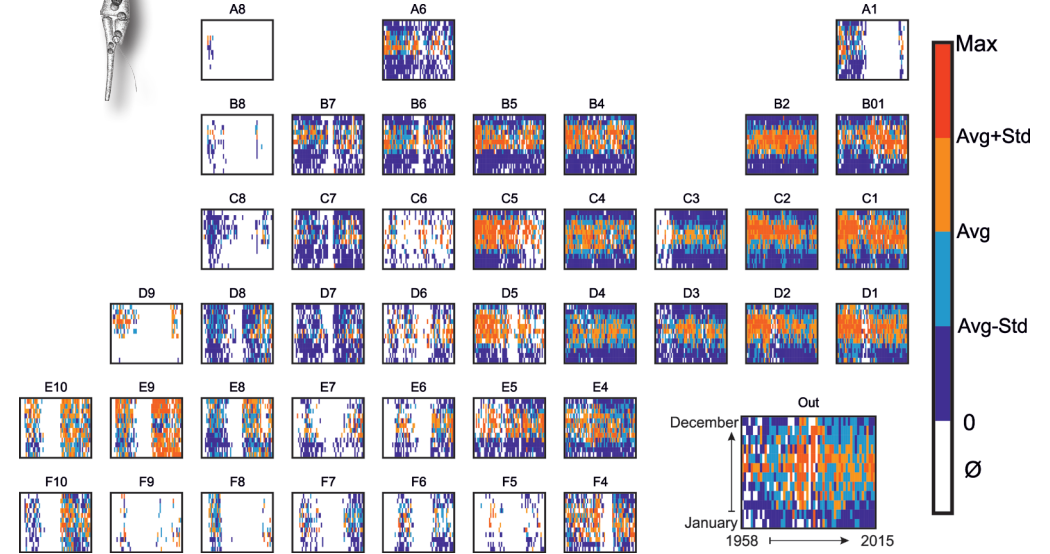 A8 A6 A1
Max
B8 B7 B6 B5 B4 B2 B01
Avg+Std
C8 C7 C6 C5 C4 C3 C2 C1
Avg
D9 D8 D7 D6 D5 D4 D3 D2 D1
Avg-Std
E10 E9 E8 E7 E6 E5 E4
Out
December
0
Ø
F10 F9 F8 F7 F6 F5 F4
January
1958 2015